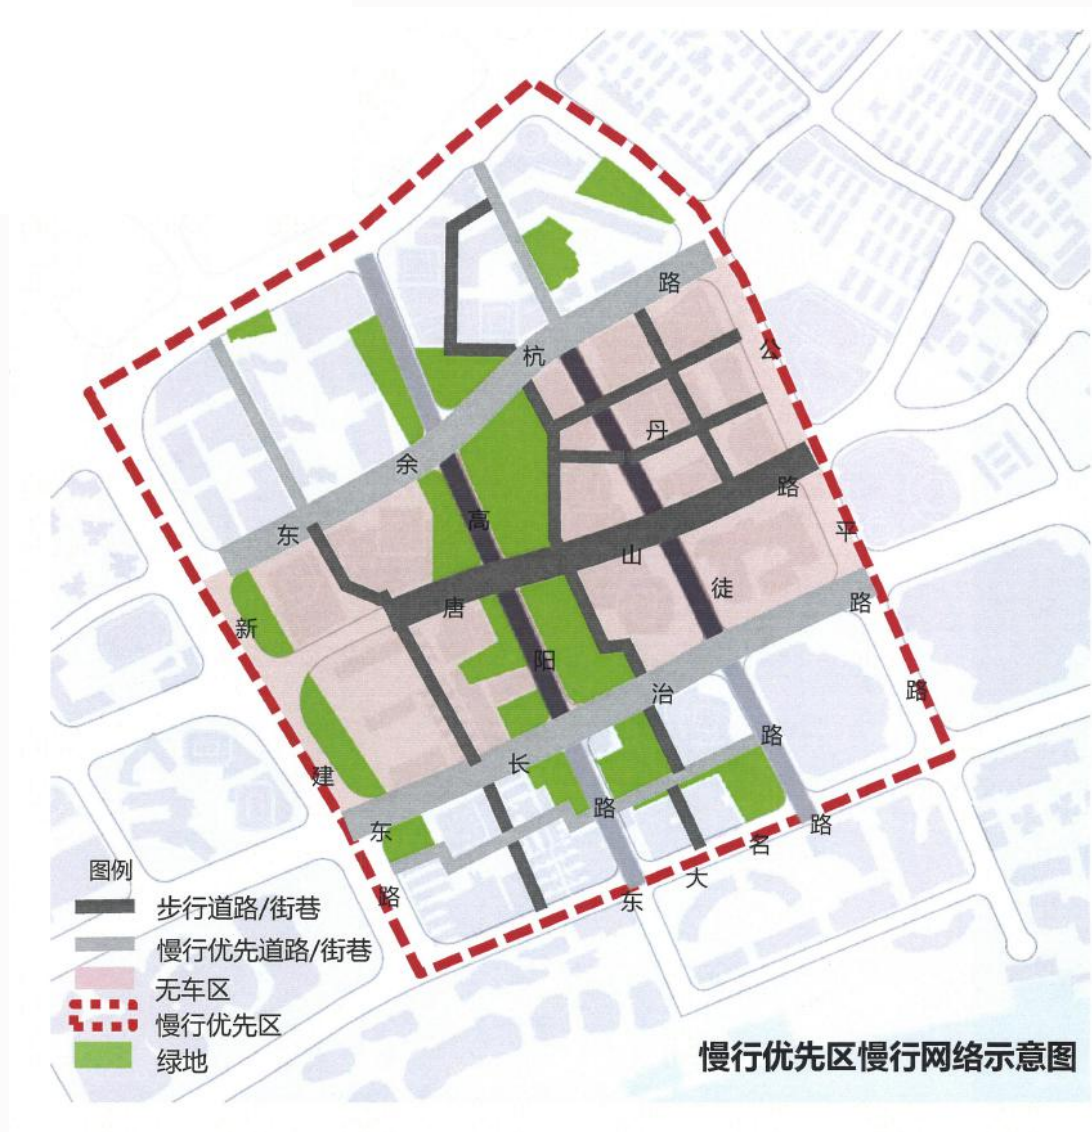 东余杭路
公平路
丹徒路
高阳路
唐山路
新建路
东长治路
东大名路
图例
步行道路/街巷
慢行优先道路/街巷
无车区
慢行优先区
绿地
慢行优先区慢行网络示意图